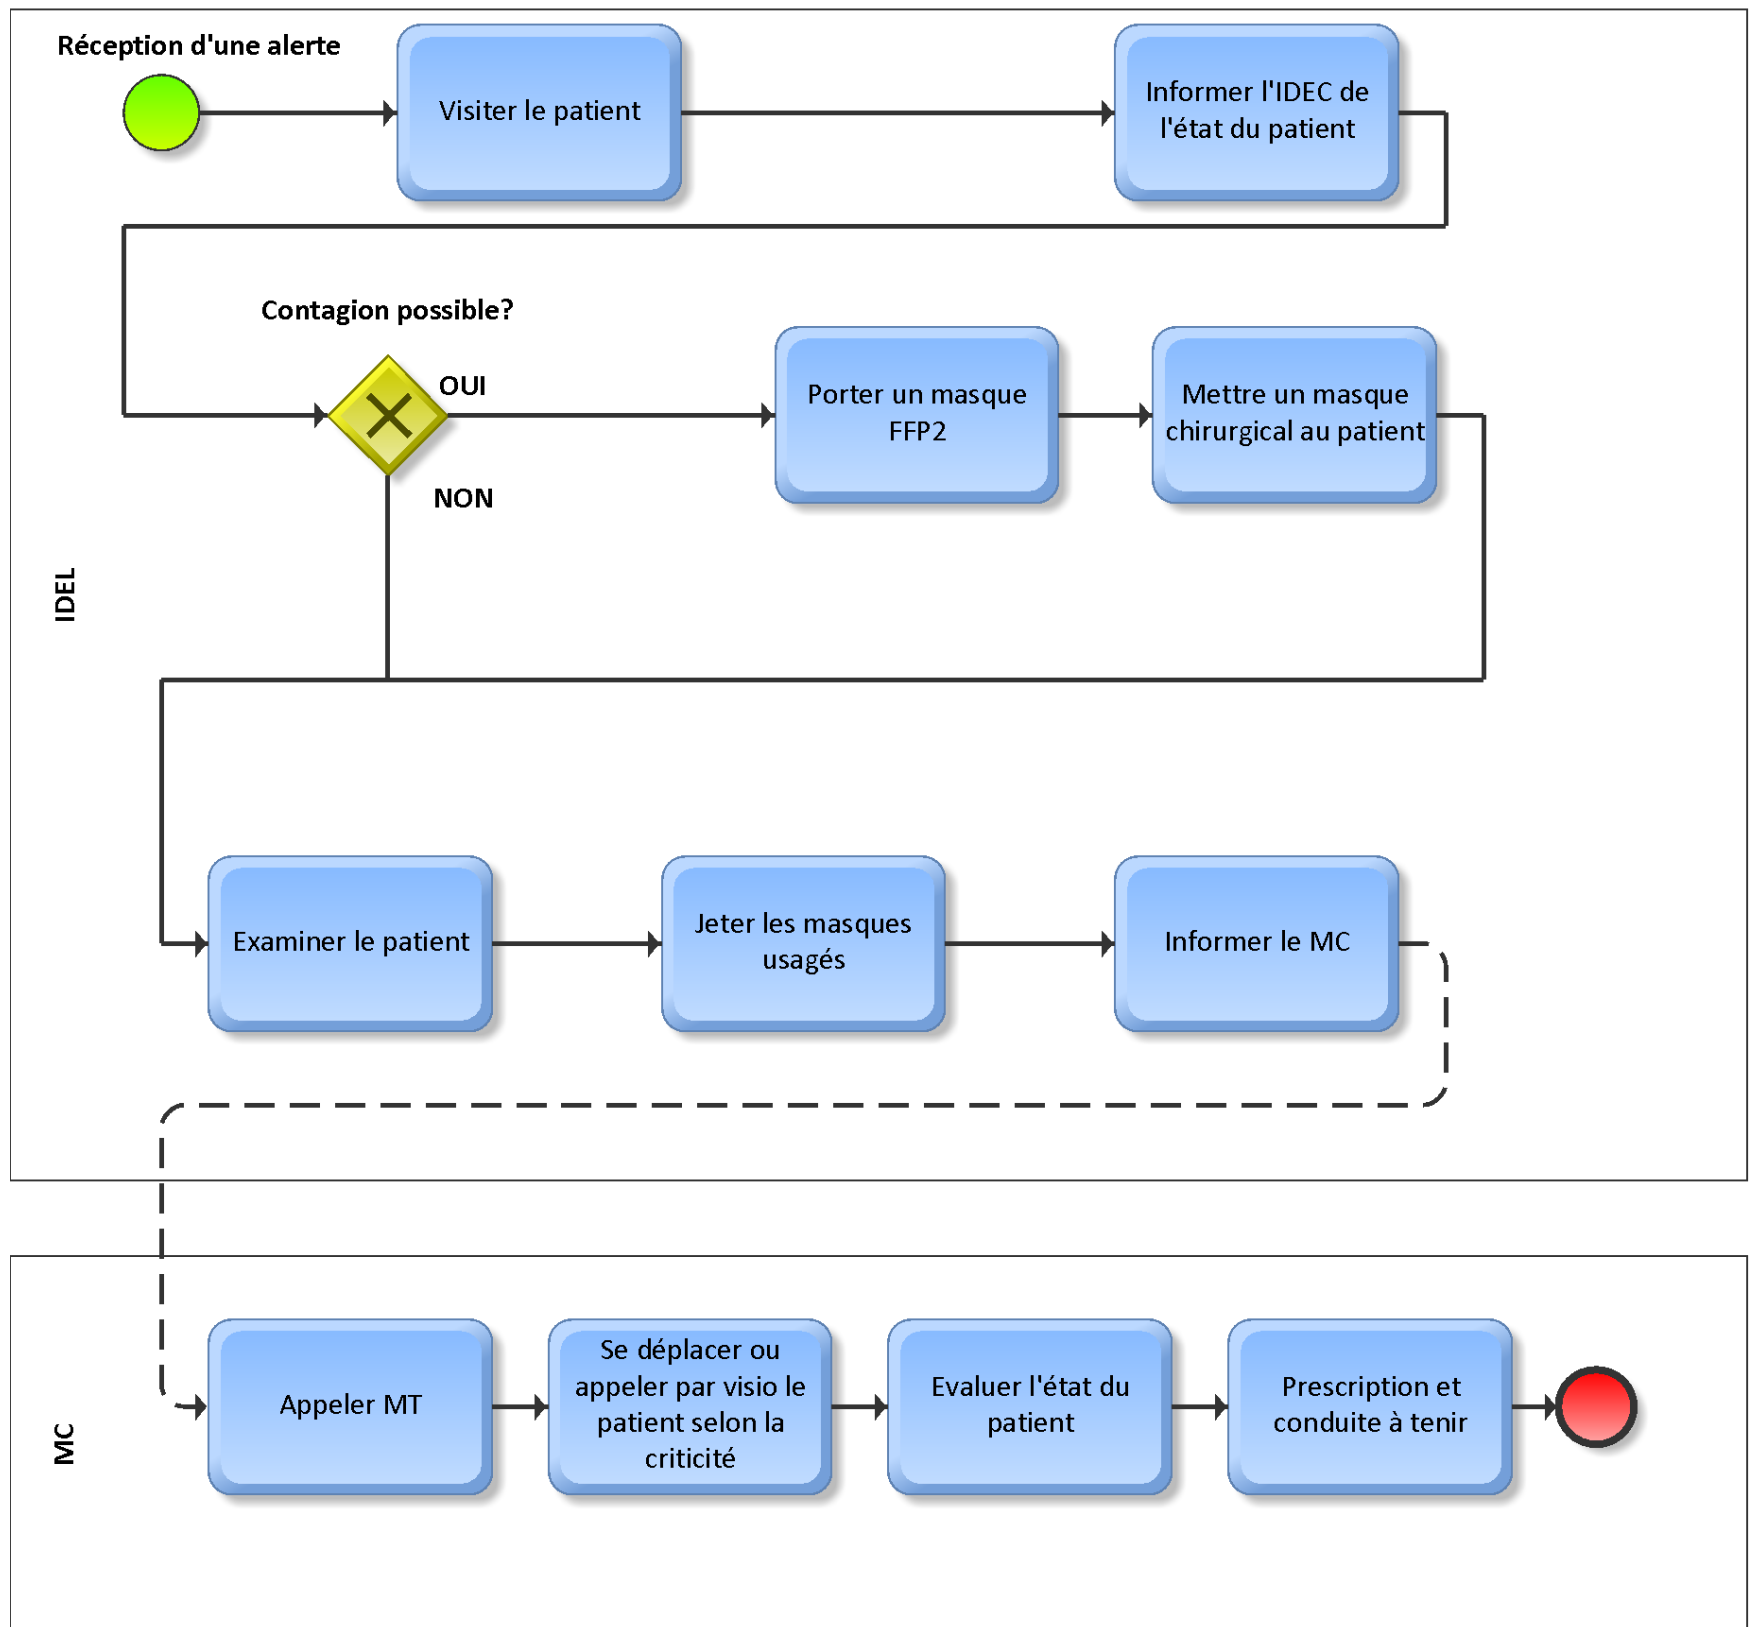 Réception d'une alerte
Visiter le patient
Informer l'IDEC de
l'état du patient
Contagion possible?
OUI
NON
Porter un masque
FFP2
Mettre un masque
chirurgical au patient
IDEL
Examiner le patient
Jeter les masques
usagés
Informer le MC
MC
Appeler MT
Se déplacer ou
appeler par visio le
patient selon la
criticité
Evaluer l'état du
patient
Prescription et
conduite à tenir